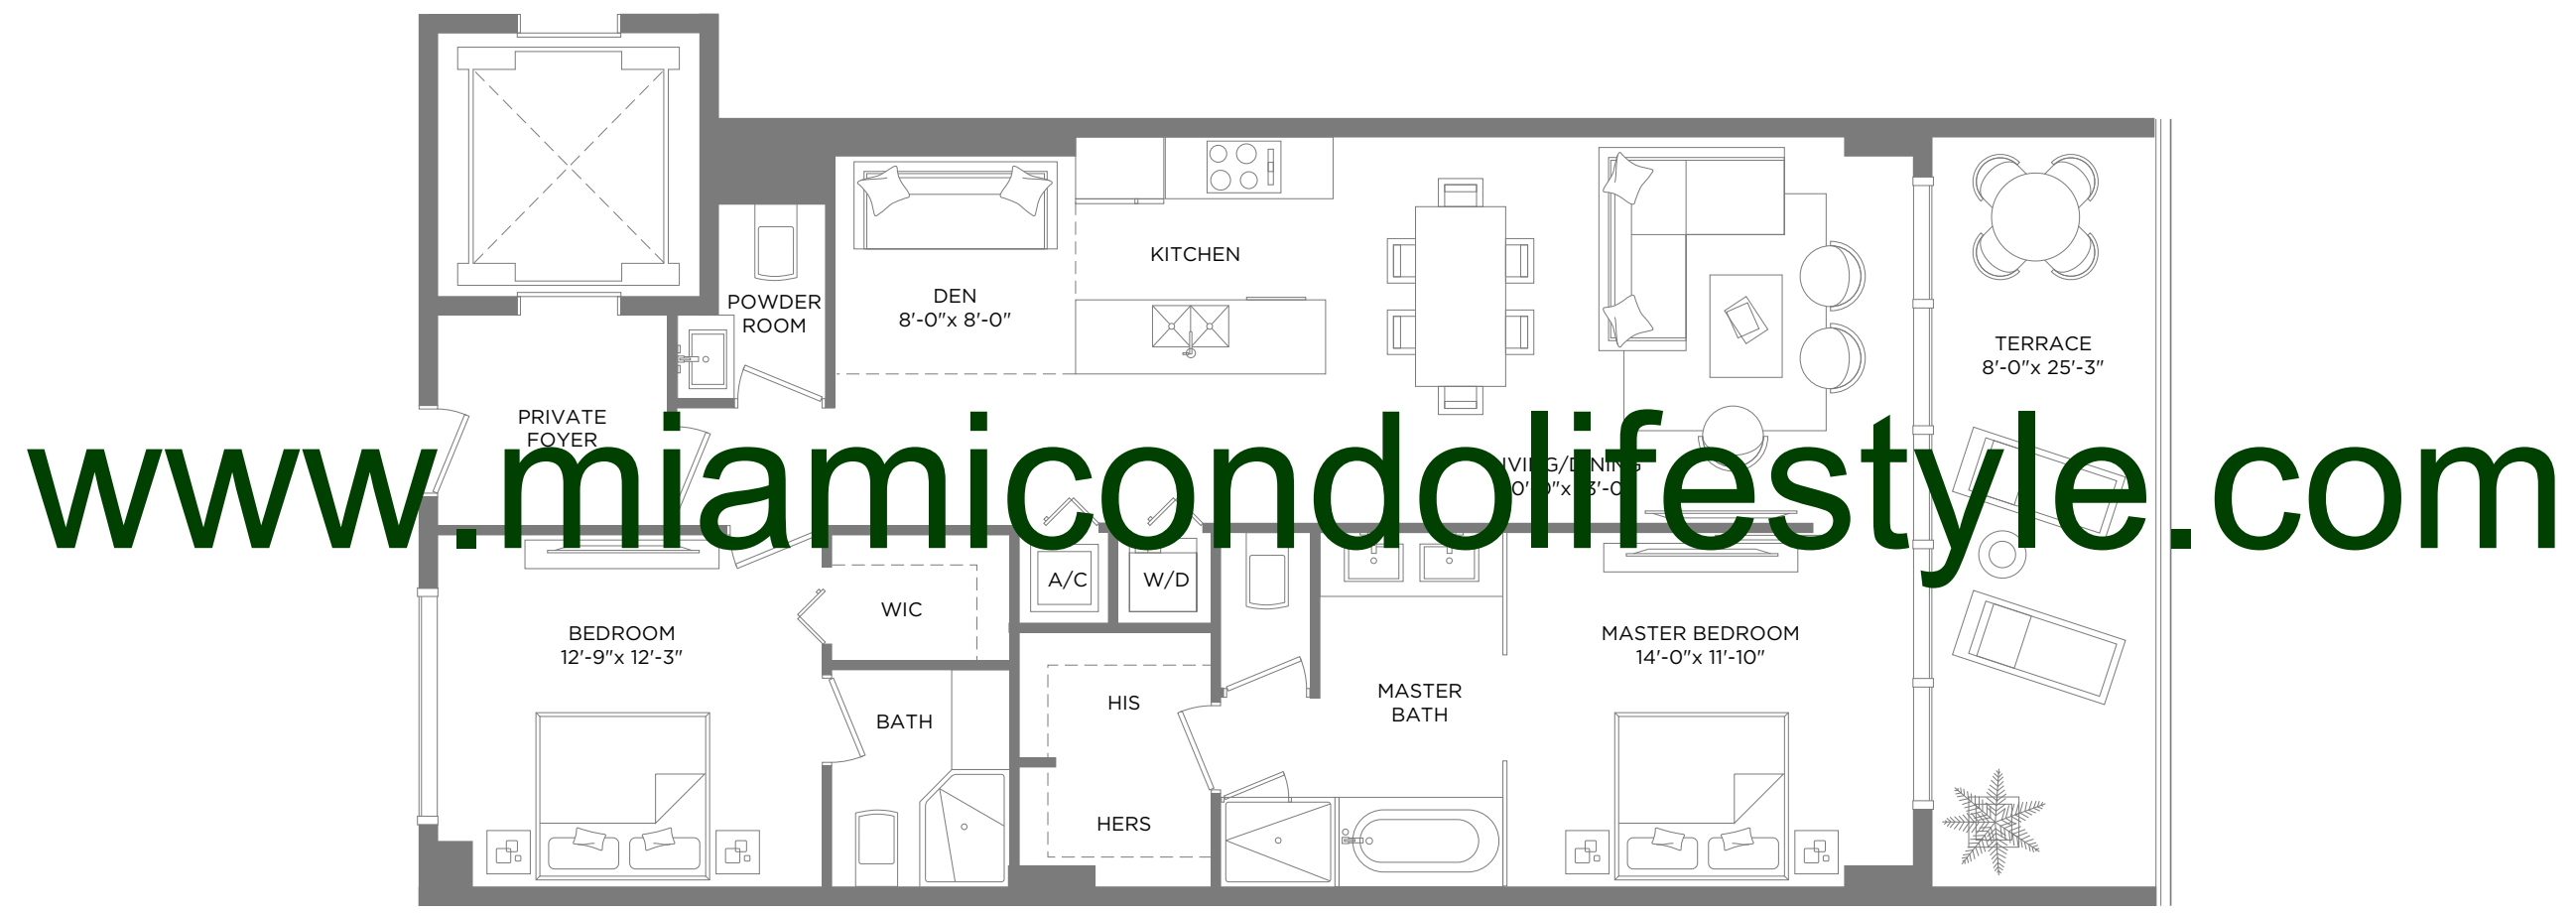 KITCHEN
DEN
8'-0"x 8'-0"
POWDER
ROOM
TERRACE
8'-0"x 25'-3"
PRIVATE
FOYER
www.miamicondolifestyle.com
A/C
W/D
WIC
BEDROOM
12'-9"x 12'-3"
MASTER BEDROOM
14'-0"x 11'-10"
HIS
MASTER
BATH
BATH
HERS